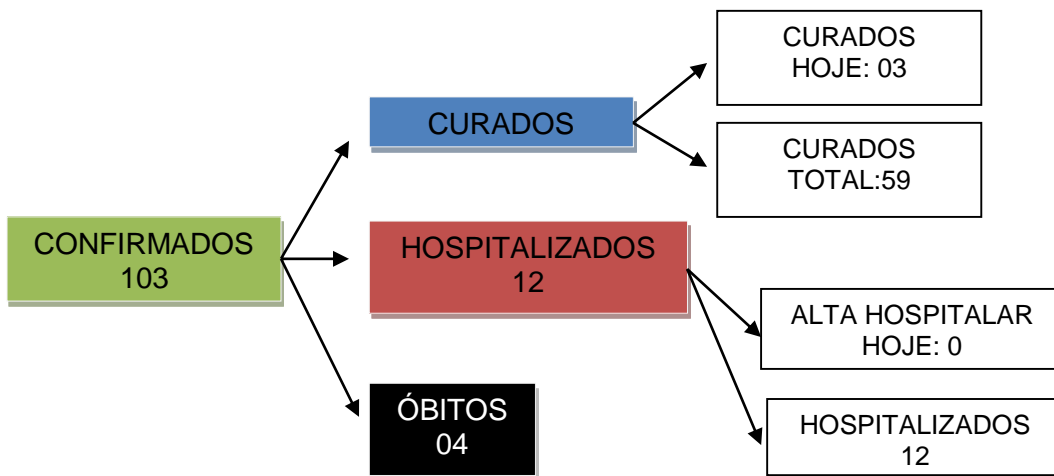 CONFIRMADOS
103
CURADOS
CURADOS
HOJE: 03
CURADOS
TOTAL:59
HOSPITALIZADOS
12
ALTA HOSPITALAR
HOJE: 0
HOSPITALIZADOS
12
ÓBITOS
04